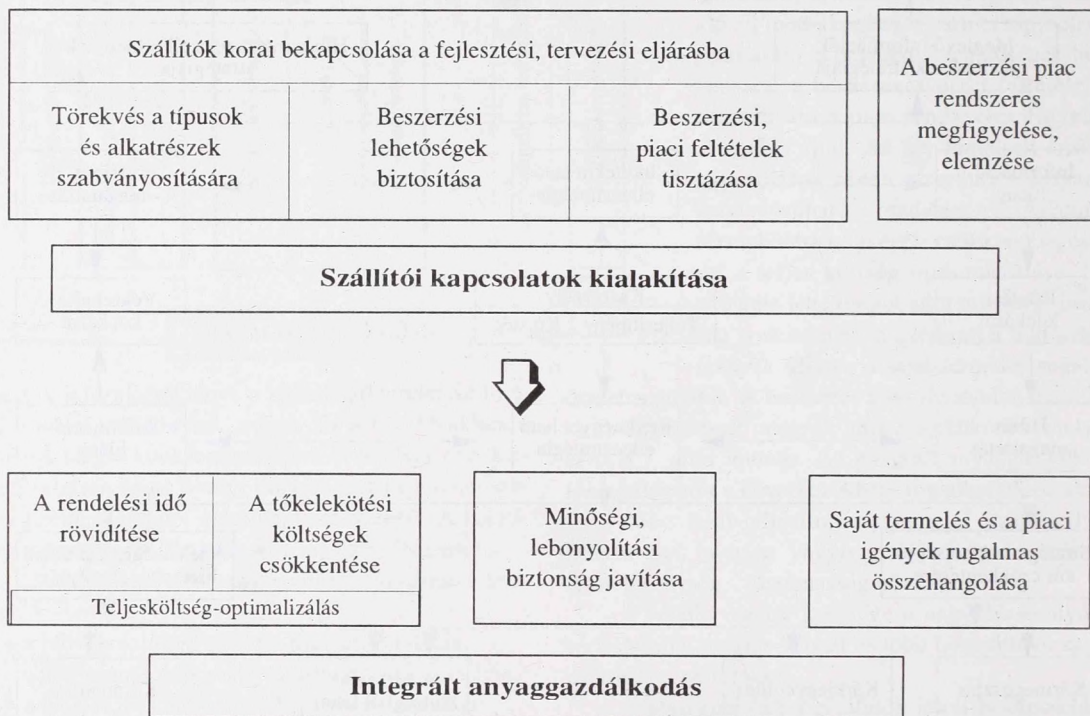 Szállítók korai bekapcsolása a fejlesztési, tervezési eljárásba
Törekvés a típusok
és alkatrészek
szabványosítására
Beszerzési
lehetőségek
biztosítása
Beszerzési,
piaci feltételek
tisztázása
A beszerzési piac
rendszeres
megfigyelése,
elemzése
Szállítói kapcsolatok kialakítása
A rendelési idő
rövidítése
A tőkelekötési
költségek
csökkentése
Teljesköltség-optimalizálás
Minőségi,
lebonyolítási
biztonság javítása
Saját termelés és a piaci
igények rugalmas
összehangolása
Integrált anyaggazdálkodás